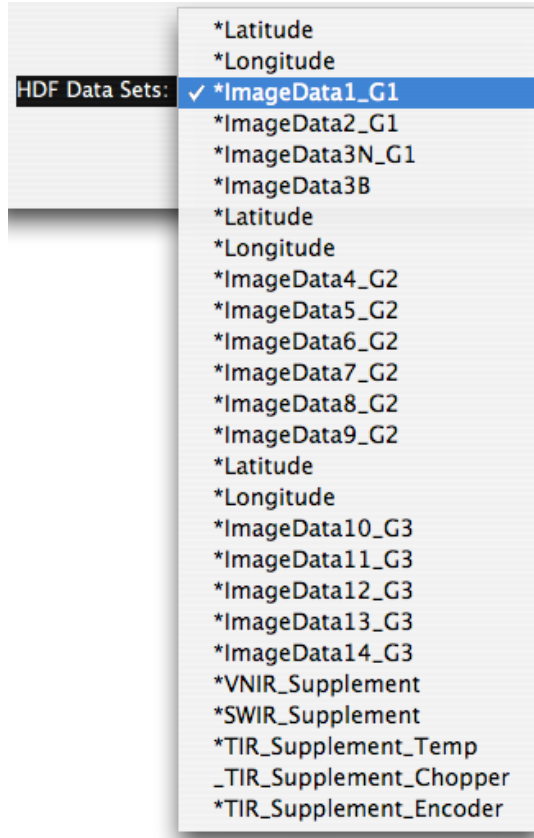 *Latitude
*Longitude
HDF Data Sets: ✓ *ImageData1_G1
*ImageData2_G1
*ImageData3N_G1
*ImageData3B
*Latitude
*Longitude
*ImageData4_G2
*ImageData5_G2
*ImageData6_G2
*ImageData7_G2
*ImageData8_G2
*ImageData9_G2
*Latitude
*Longitude
*ImageData10_G3
*ImageData11_G3
*ImageData12_G3
*ImageData13_G3
*ImageData14_G3
*VNIR_Supplement
*SWIR_Supplement
*TIR_Supplement_Temp
_TIR_Supplement_Chopper
*TIR_Supplement_Encoder